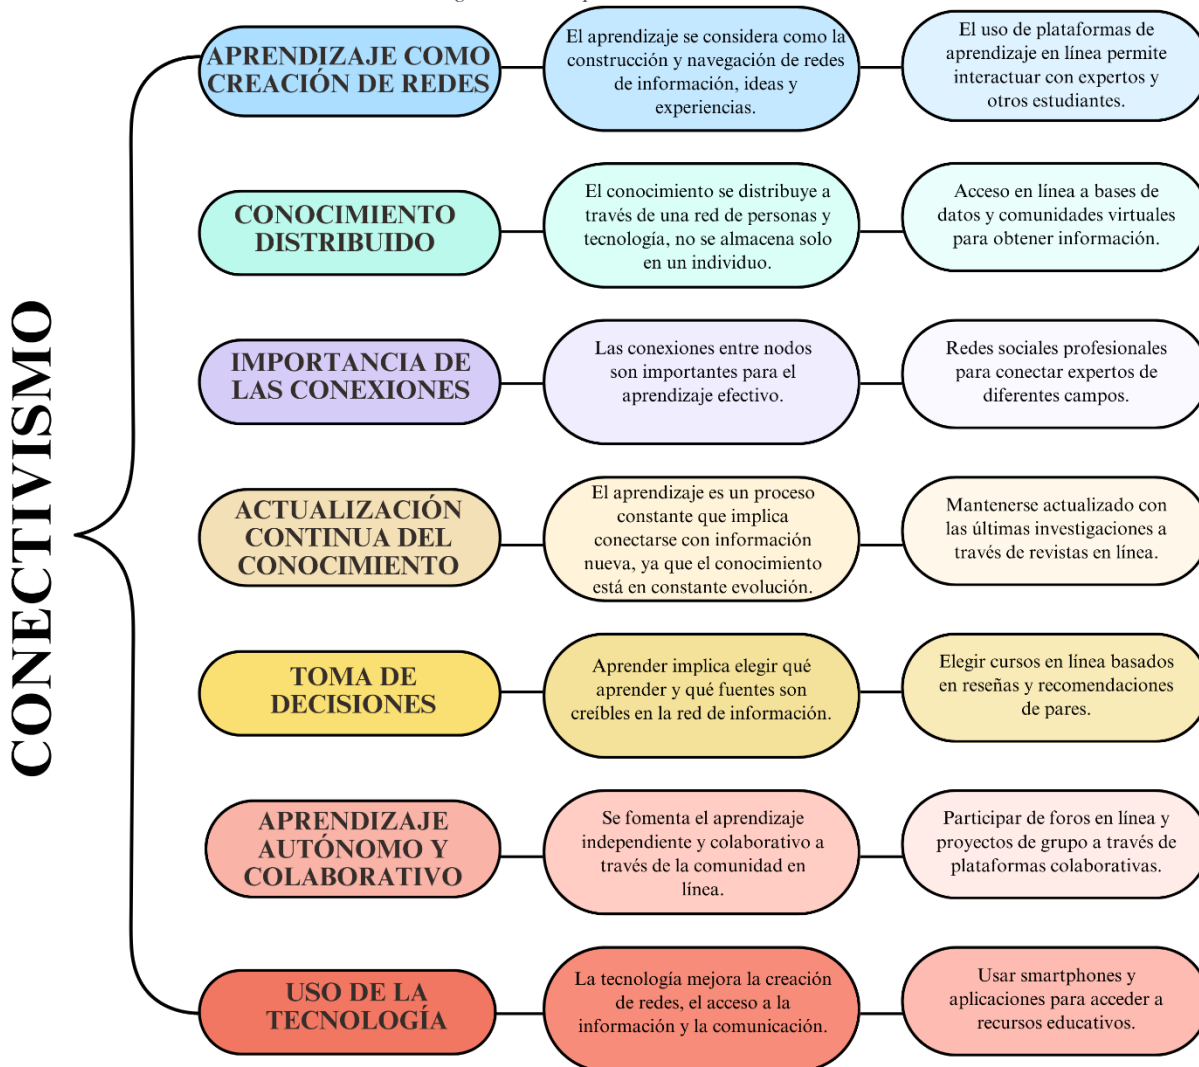 CONECTIVISMO
APRENDIZAJE COMO
CREACIÓN DE REDES
El aprendizaje se considera como la
construcción y navegación de redes
de información, ideas y
experiencias.
El uso de plataformas de
aprendizaje en línea permite
interactuar con expertos y
otros estudiantes.
CONOCIMIENTO
DISTRIBUIDO
El conocimiento se distribuye a
través de una red de personas y
tecnología, no se almacena solo
en un individuo.
Acceso en línea a bases de
datos y comunidades virtuales
para obtener información.
IMPORTANCIA DE
LAS CONEXIONES
Las conexiones entre nodos
son importantes para el
aprendizaje efectivo.
Redes sociales profesionales
para conectar expertos de
diferentes campos.
ACTUALIZACIÓN
CONTINUA DEL
CONOCIMIENTO
El aprendizaje es un proceso
constante que implica
conectarse con información
nueva, ya que el conocimiento
está en constante evolución.
Mantenerse actualizado con
las últimas investigaciones a
través de revistas en línea.
TOMA DE
DECISIONES
Aprender implica elegir qué
aprender y qué fuentes son
creíbles en la red de información.
Elegir cursos en línea basados
en reseñas y recomendaciones
de pares.
APRENDIZAJE
AUTÓNOMO Y
COLABORATIVO
Se fomenta el aprendizaje
independiente y colaborativo a
través de la comunidad en
línea.
Participar de foros en línea y
proyectos de grupo a través de
plataformas colaborativas.
USO DE LA
TECNOLOGÍA
La tecnología mejora la creación
de redes, el acceso a la
información y la comunicación.
Usar smartphones y
aplicaciones para acceder a
recursos educativos.